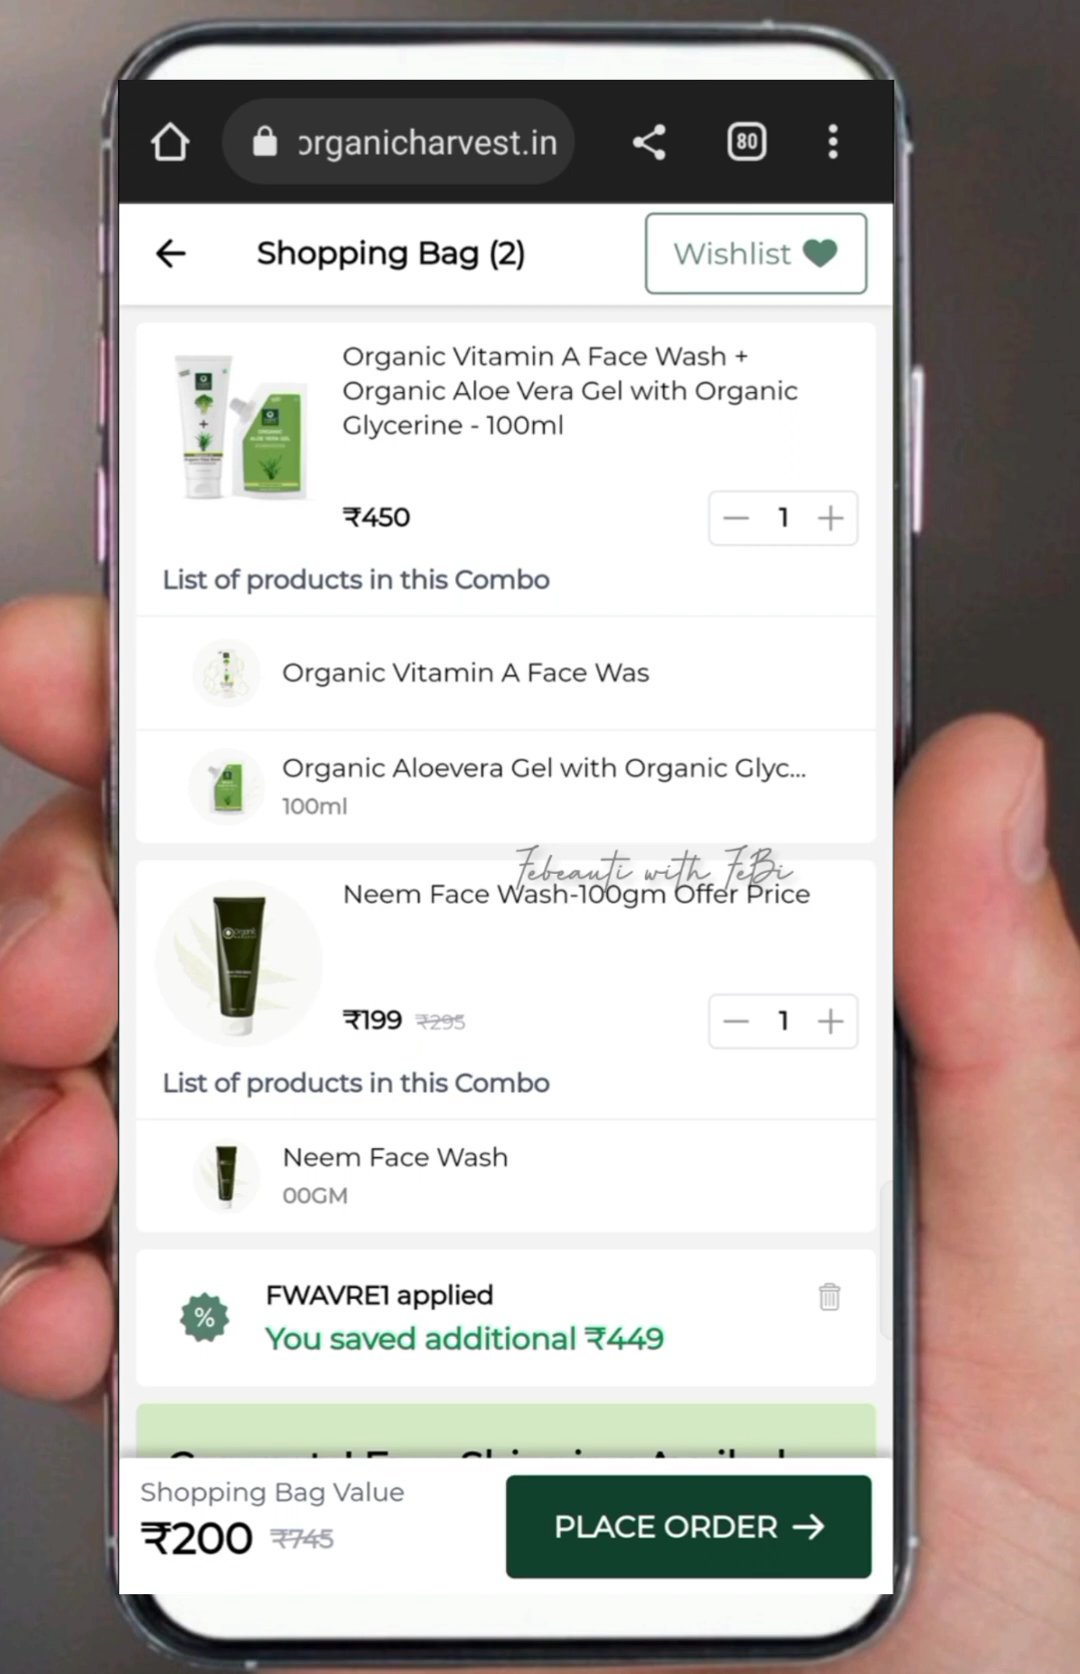 organicharvest.in
80
Shopping Bag (2)
Wishlist
Organic Vitamin A Face Wash +
Organic Aloe Vera Gel with Organic
Glycerine - 100ml
₹450
1
List of products in this Combo
Organic Vitamin A Face Was
Organic Aloevera Gel with Organic Glyc...
100ml
Febeauti with FeBi
Neem Face Wash-100gm Offer Price
₹199 ₹295
1
List of products in this Combo
Neem Face Wash
00GM
%
FWAVRE1 applied
You saved additional ₹449
Shopping Bag Value
₹200 ₹745
PLACE ORDER